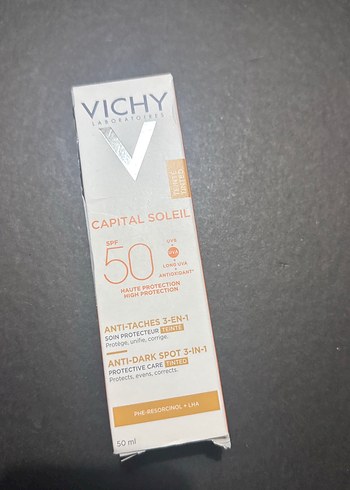 VICHY
LABORATOIRES
TEINTÉ
TINTED
CAPITAL SOLEIL
SPF
50
UVB
+
UVA
+
LONG UVA
+
ANTIOXIDANT*
HAUTE PROTECTION
HIGH PROTECTION
ANTI-TACHES 3-EN-1
SOIN PROTECTEUR TEINTÉ
Protège, unifie, corrige.
ANTI-DARK SPOT 3-IN-1
PROTECTIVE CARE TINTED
Protects, evens, corrects.
PHE-RESORCINOL + LHA
50 ml